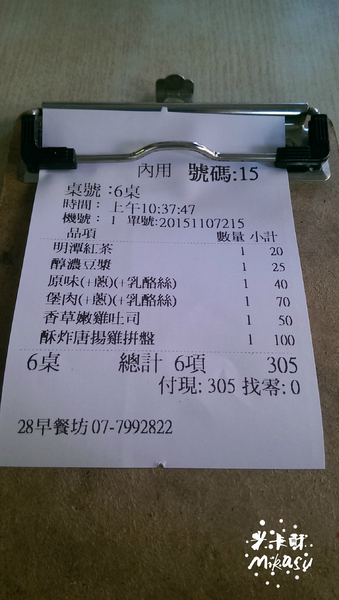 內用 號碼:15
桌號:6桌
時間: 上午10:37:47
機號: 1 單號:20151107215
品項 數量 小計
明潭紅茶 1 20
醇濃豆漿 1 25
原味(+蔥)(+乳酪絲) 1 40
堡肉(+蔥)(+乳酪絲) 1 70
香草嫩雞吐司 1 50
酥炸唐揚雞拼盤 1 100
6桌 總計 6項 305
付現: 305 找零: 0
28早餐坊 07-7992822
米卡酥
Mikasu